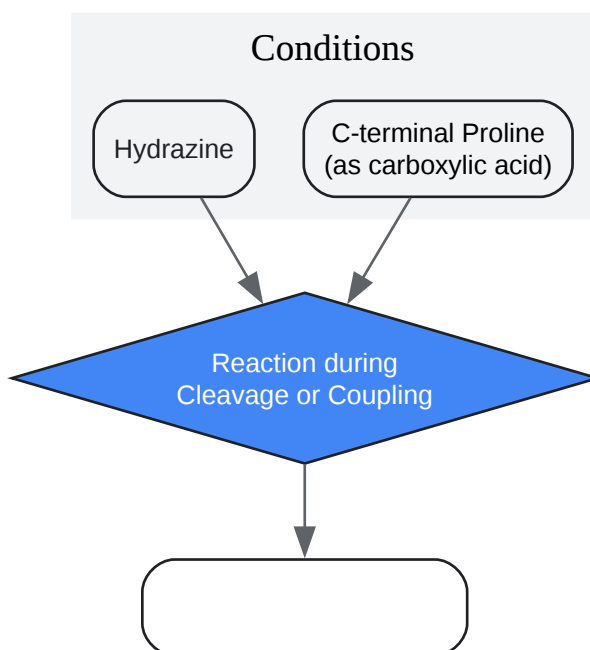 Conditions
Hydrazine
C-terminal Proline
(as carboxylic acid)
Reaction during
Cleavage or Coupling